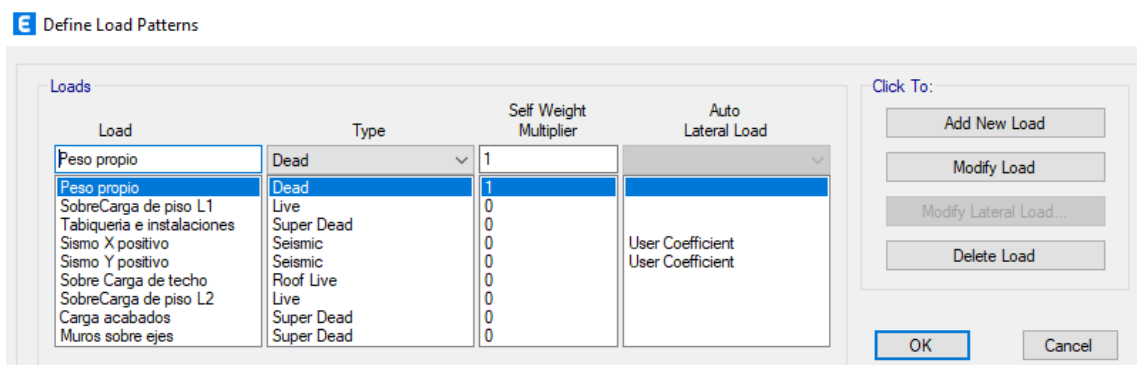 E Define Load Patterns
Loads
Click To:
Load Type Self Weight Multiplier Auto Lateral Load
Peso propio Dead 1
Peso propio Dead 1
SobreCarga de piso L1 Live 0
Tabiqueria e instalaciones Super Dead 0
Sismo X positivo Seismic 0 User Coefficient
Sismo Y positivo Seismic 0 User Coefficient
Sobre Carga de techo Roof Live 0
SobreCarga de piso L2 Live 0
Carga acabados Super Dead 0
Muros sobre ejes Super Dead 0
Add New Load
Modify Load
Modify Lateral Load...
Delete Load
OK Cancel